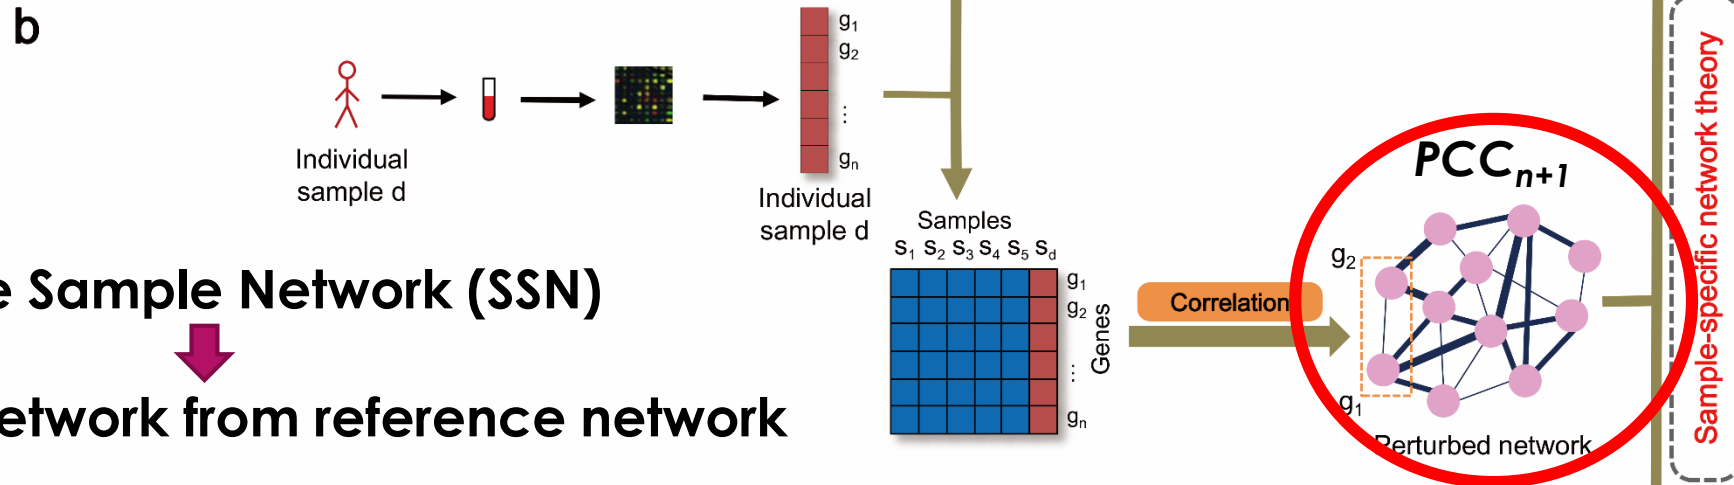 b
g1
g2
⋮
gn
Individual
sample d
Individual
sample d
Samples
S1 S2 S3 S4 S5 Sd
g1
g2
⋮
gn
Genes
Correlation
PCCn+1
g2
g1
Perturbed network
Sample-specific network theory
e Sample Network (SSN)
etwork from reference network